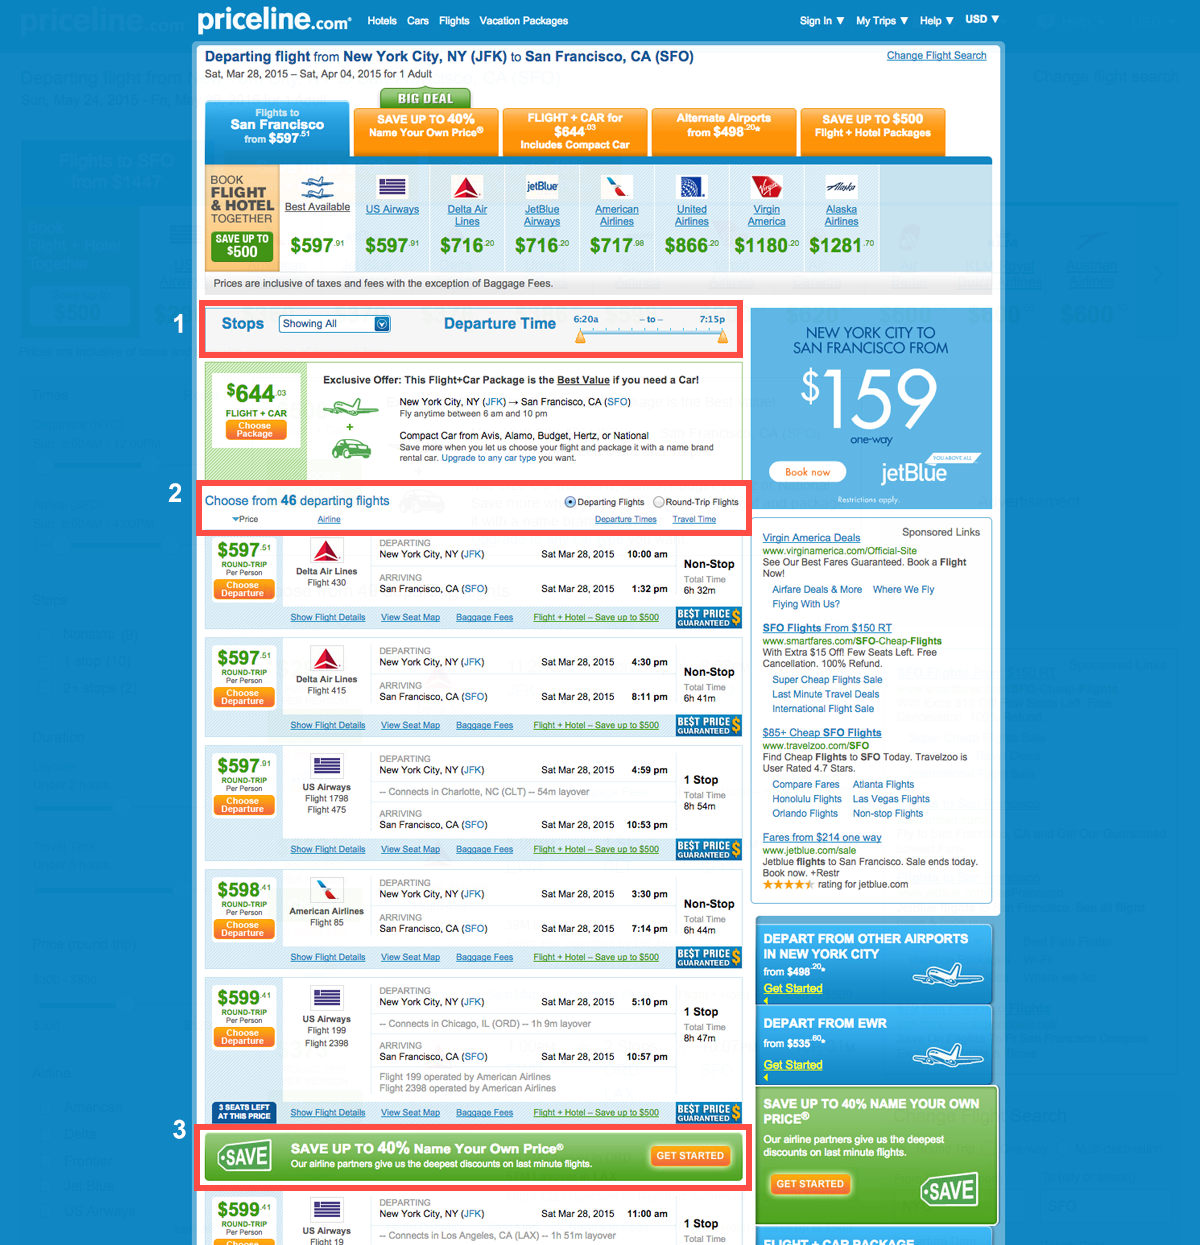 priceline.com®
Hotels Cars Flights Vacation Packages
Sign In ▼ My Trips ▼ Help ▼ USD ▼
Departing flight from New York City, NY (JFK) to San Francisco, CA (SFO)
Change Flight Search
Sat, Mar 28, 2015 – Sat, Apr 04, 2015 for 1 Adult
BIG DEAL
Flights to
San Francisco
from $597.51
SAVE UP TO 40%
Name Your Own Price®
FLIGHT + CAR for
$644.03
Includes Compact Car
Alternate Airports
from $498.20*
SAVE UP TO $500
Flight + Hotel Packages
BOOK
FLIGHT
& HOTEL
TOGETHER
SAVE UP TO
$500
Best Available
$597.91
US Airways
$597.91
Delta Air
Lines
$716.20
jetBlue
JetBlue
Airways
$716.20
American
Airlines
$717.98
United
Airlines
$866.20
Virgin
America
$1180.20
Alaska
Alaska
Airlines
$1281.70
Prices are inclusive of taxes and fees with the exception of Baggage Fees.
1
Stops Showing All
Departure Time 6:20a – to – 7:15p
$644.03
FLIGHT + CAR
Choose
Package
Exclusive Offer: This Flight+Car Package is the Best Value if you need a Car!
New York City, NY (JFK) → San Francisco, CA (SFO)
Fly anytime between 6 am and 10 pm
+
Compact Car from Avis, Alamo, Budget, Hertz, or National
Save more when you let us choose your flight and package it with a name brand
rental car. Upgrade to any car type you want.
2
Choose from 46 departing flights
Departing Flights Round-Trip Flights
Price Airline Departure Times Travel Time
$597.51
ROUND-TRIP
Per Person
Choose
Departure
Delta Air Lines
Flight 430
DEPARTING
New York City, NY (JFK) Sat Mar 28, 2015 10:00 am
ARRIVING
San Francisco, CA (SFO) Sat Mar 28, 2015 1:32 pm
Non-Stop
Total Time
6h 32m
Show Flight Details View Seat Map Baggage Fees Flight + Hotel – Save up to $500
BEST PRICE
GUARANTEED $
$597.51
ROUND-TRIP
Per Person
Choose
Departure
Delta Air Lines
Flight 415
DEPARTING
New York City, NY (JFK) Sat Mar 28, 2015 4:30 pm
ARRIVING
San Francisco, CA (SFO) Sat Mar 28, 2015 8:11 pm
Non-Stop
Total Time
6h 41m
Show Flight Details View Seat Map Baggage Fees Flight + Hotel – Save up to $500
BEST PRICE
GUARANTEED $
$597.91
ROUND-TRIP
Per Person
Choose
Departure
US Airways
Flight 1798
Flight 475
DEPARTING
New York City, NY (JFK) Sat Mar 28, 2015 4:59 pm
-- Connects in Charlotte, NC (CLT) -- 54m layover
ARRIVING
San Francisco, CA (SFO) Sat Mar 28, 2015 10:53 pm
1 Stop
Total Time
8h 54m
Show Flight Details View Seat Map Baggage Fees Flight + Hotel – Save up to $500
BEST PRICE
GUARANTEED $
$598.41
ROUND-TRIP
Per Person
Choose
Departure
American Airlines
Flight 85
DEPARTING
New York City, NY (JFK) Sat Mar 28, 2015 3:30 pm
ARRIVING
San Francisco, CA (SFO) Sat Mar 28, 2015 7:14 pm
Non-Stop
Total Time
6h 44m
Show Flight Details View Seat Map Baggage Fees Flight + Hotel – Save up to $500
BEST PRICE
GUARANTEED $
$599.41
ROUND-TRIP
Per Person
Choose
Departure
US Airways
Flight 199
Flight 2398
DEPARTING
New York City, NY (JFK) Sat Mar 28, 2015 5:10 pm
-- Connects in Chicago, IL (ORD) -- 1h 9m layover
ARRIVING
San Francisco, CA (SFO) Sat Mar 28, 2015 10:57 pm
Flight 199 operated by American Airlines
Flight 2398 operated by American Airlines
1 Stop
Total Time
8h 47m
3 SEATS LEFT
AT THIS PRICE
Show Flight Details View Seat Map Baggage Fees Flight + Hotel – Save up to $500
BEST PRICE
GUARANTEED $
3
SAVE
SAVE UP TO 40% Name Your Own Price®
Our airline partners give us the deepest discounts on last minute flights.
GET STARTED
$599.41
ROUND-TRIP
Per Person
Choose
US Airways
Flight 19
DEPARTING
New York City, NY (JFK) Sat Mar 28, 2015 11:00 am
-- Connects in Los Angeles, CA (LAX) -- 1h 51m layover
1 Stop
Total Time
NEW YORK CITY TO
SAN FRANCISCO FROM
$159
one-way
Book now
YOU ABOVE ALL
jetBlue
Restrictions apply.
Sponsored Links
Virgin America Deals
www.virginamerica.com/Official-Site
See Our Best Fares Guaranteed. Book a Flight
Now!
Airfare Deals & More Where We Fly
Flying With Us?
SFO Flights From $150 RT
www.smartfares.com/SFO-Cheap-Flights
With Extra $15 Off! Few Seats Left. Free
Cancellation. 100% Refund.
Super Cheap Flights Sale
Last Minute Travel Deals
International Flight Sale
$85+ Cheap SFO Flights
www.travelzoo.com/SFO
Find Cheap Flights to SFO Today. Travelzoo is
User Rated 4.7 Stars.
Compare Fares Atlanta Flights
Honolulu Flights Las Vegas Flights
Orlando Flights Non-stop Flights
Fares from $214 one way
www.jetblue.com/sale
Jetblue flights to San Francisco. Sale ends today.
Book now. +Restr
rating for jetblue.com
DEPART FROM OTHER AIRPORTS
IN NEW YORK CITY
from $498.20*
Get Started
DEPART FROM EWR
from $535.60*
Get Started
SAVE UP TO 40% NAME YOUR OWN
PRICE®
Our airline partners give us the deepest
discounts on last minute flights.
GET STARTED
SAVE
FLIGHT + CAR PACKAGE